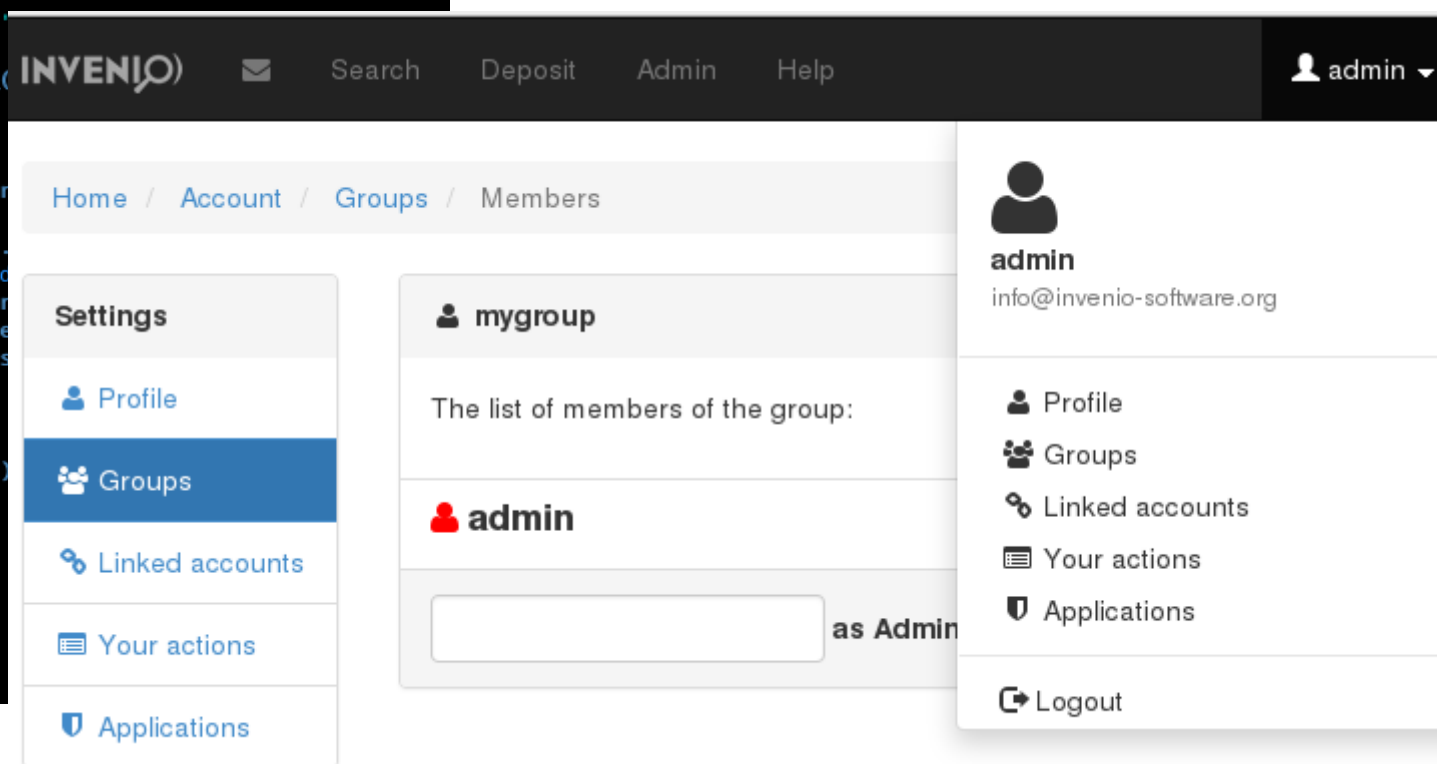 INVENIO Search Deposit Admin Help admin
Home / Account / Groups / Members
Settings
Profile
Groups
Linked accounts
Your actions
Applications
mygroup
The list of members of the group:
admin
as Admin
admin
info@invenio-software.org
Profile
Groups
Linked accounts
Your actions
Applications
Logout